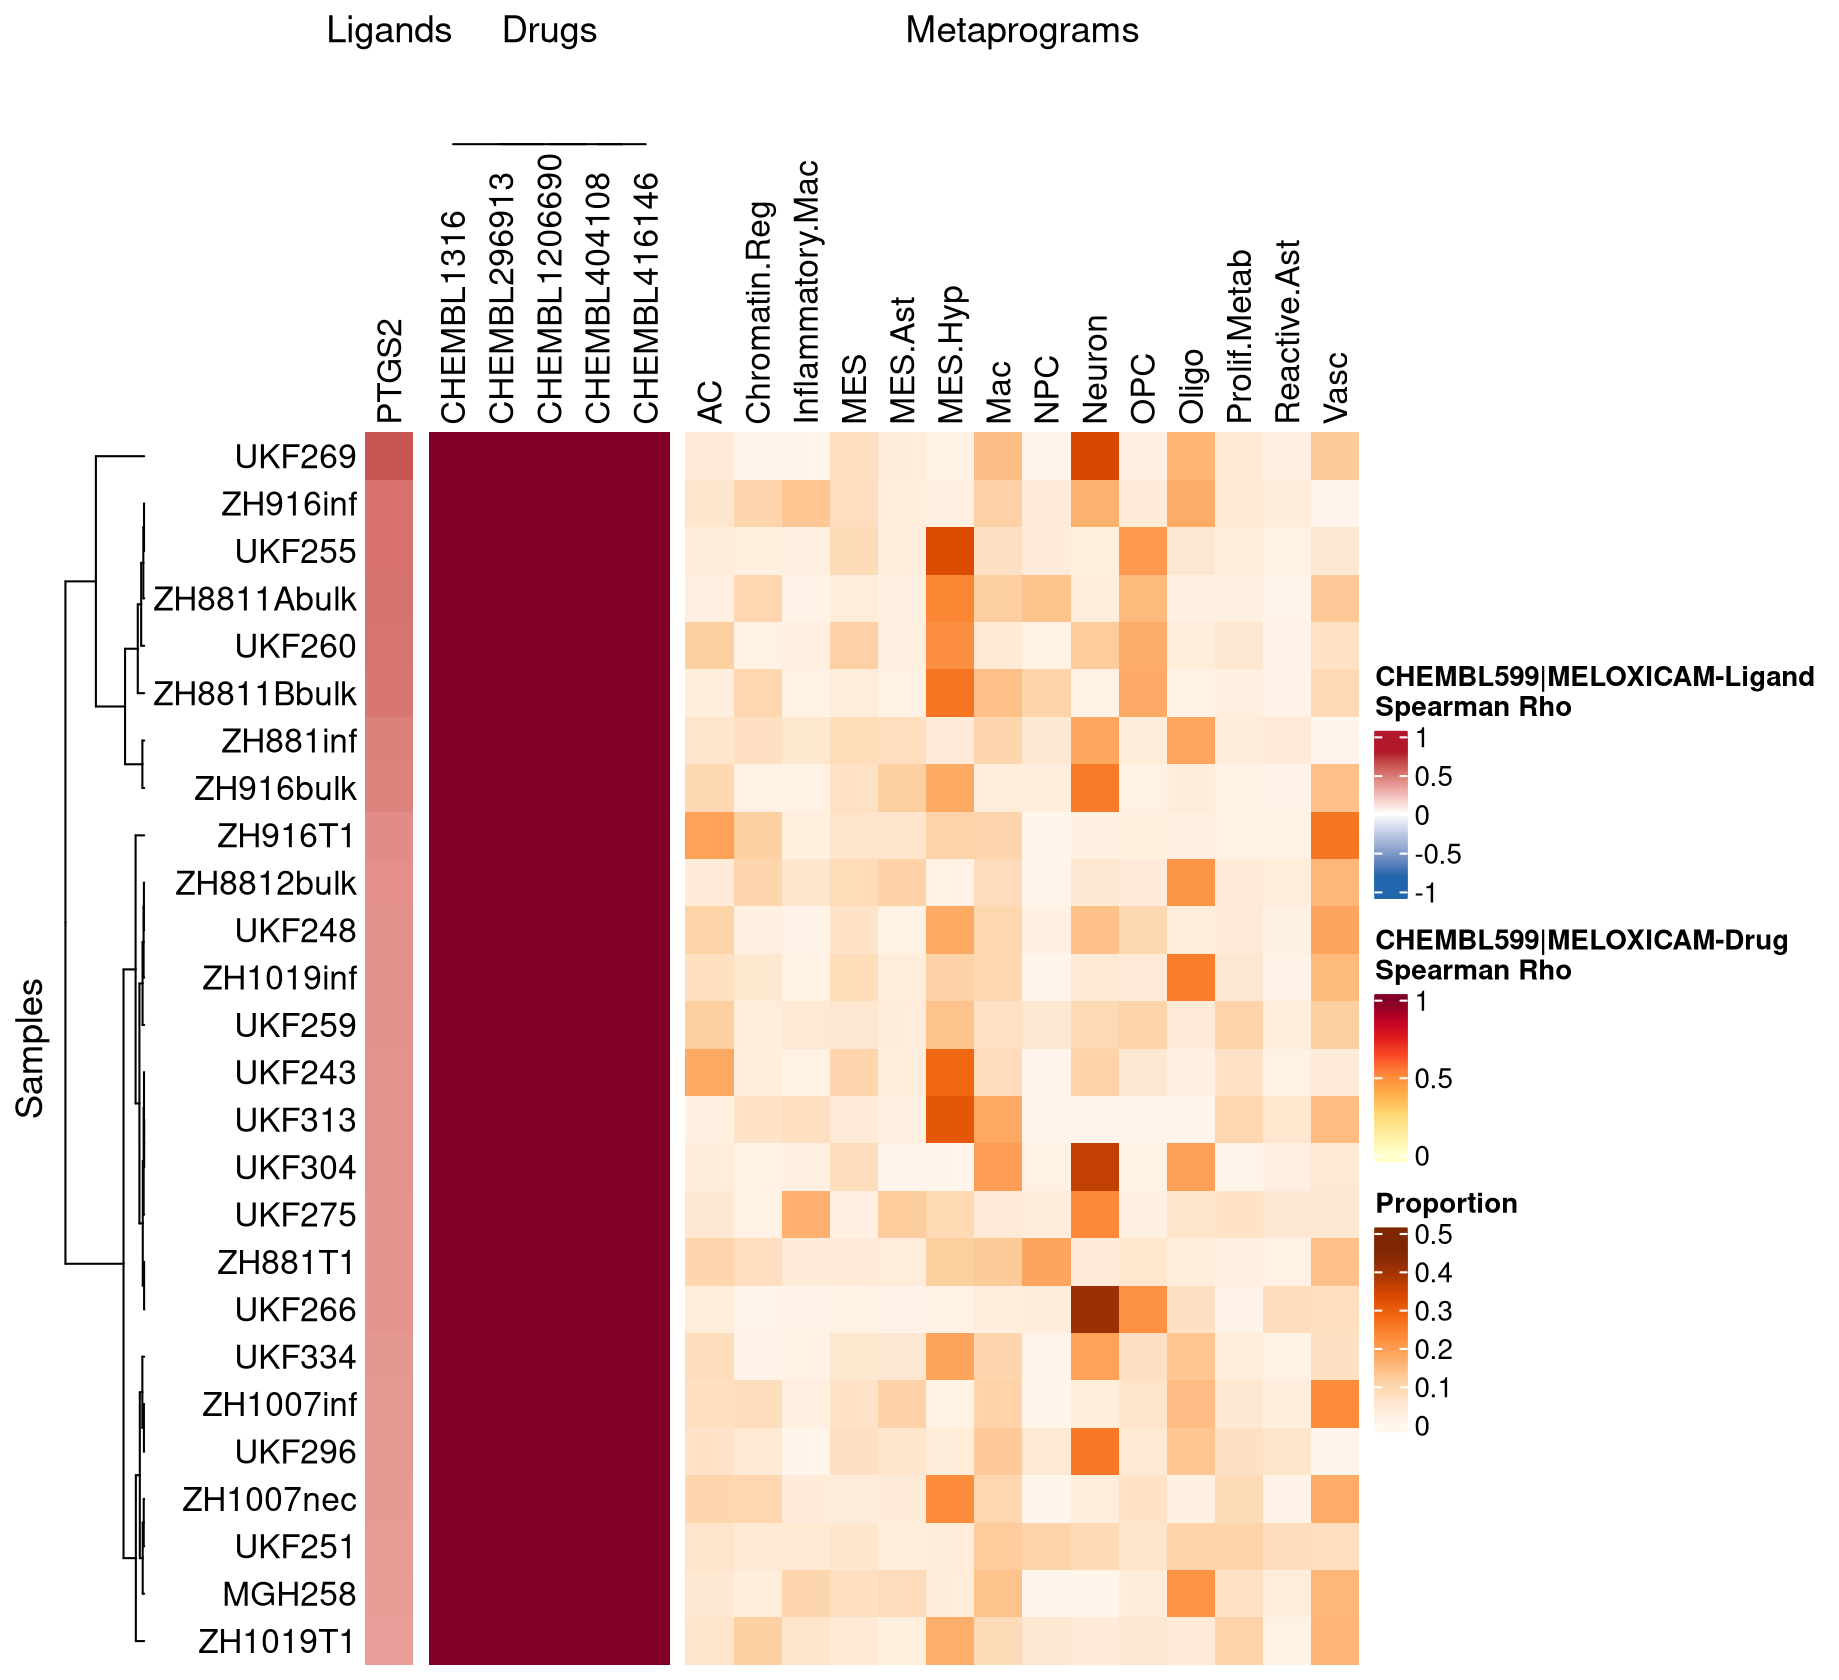 Ligands Drugs Metaprograms
PTGS2
CHEMBL1316
CHEMBL296913
CHEMBL1206690
CHEMBL404108
CHEMBL416146
AC
Chromatin.Reg
Inflammatory.Mac
MES
MES.Ast
MES.Hyp
Mac
NPC
Neuron
OPC
Oligo
Prolif.Metab
Reactive.Ast
Vasc
Samples
UKF269
ZH916inf
UKF255
ZH8811Abulk
UKF260
ZH8811Bbulk
ZH881inf
ZH916bulk
ZH916T1
ZH8812bulk
UKF248
ZH1019inf
UKF259
UKF243
UKF313
UKF304
UKF275
ZH881T1
UKF266
UKF334
ZH1007inf
UKF296
ZH1007nec
UKF251
MGH258
ZH1019T1
CHEMBL599|MELOXICAM-Ligand
Spearman Rho
1
0.5
0
-0.5
-1
CHEMBL599|MELOXICAM-Drug
Spearman Rho
1
0.5
0
Proportion
0.5
0.4
0.3
0.2
0.1
0